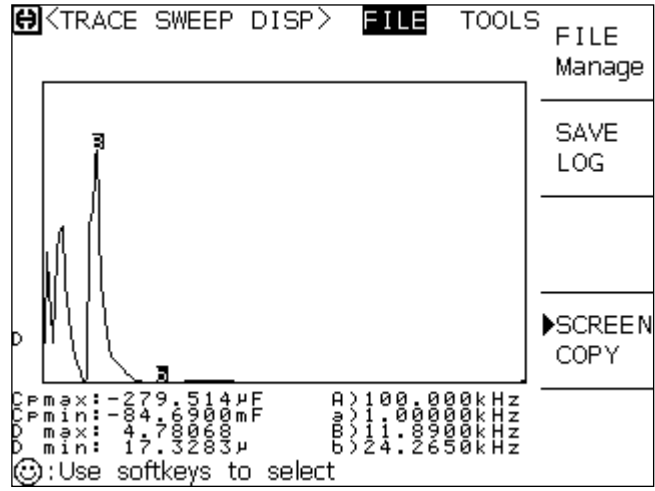 <TRACE SWEEP DISP> FILE TOOLS
FILE
Manage
SAVE
LOG
SCREEN
COPY
B
b
D
Cpmax:-279.514µF A)100.000kHz
Cpmin:-84.6900mF a)1.00000kHz
D max: 4.78068 B)11.8900kHz
D min: 17.3283µ b)24.2650kHz
:Use softkeys to select